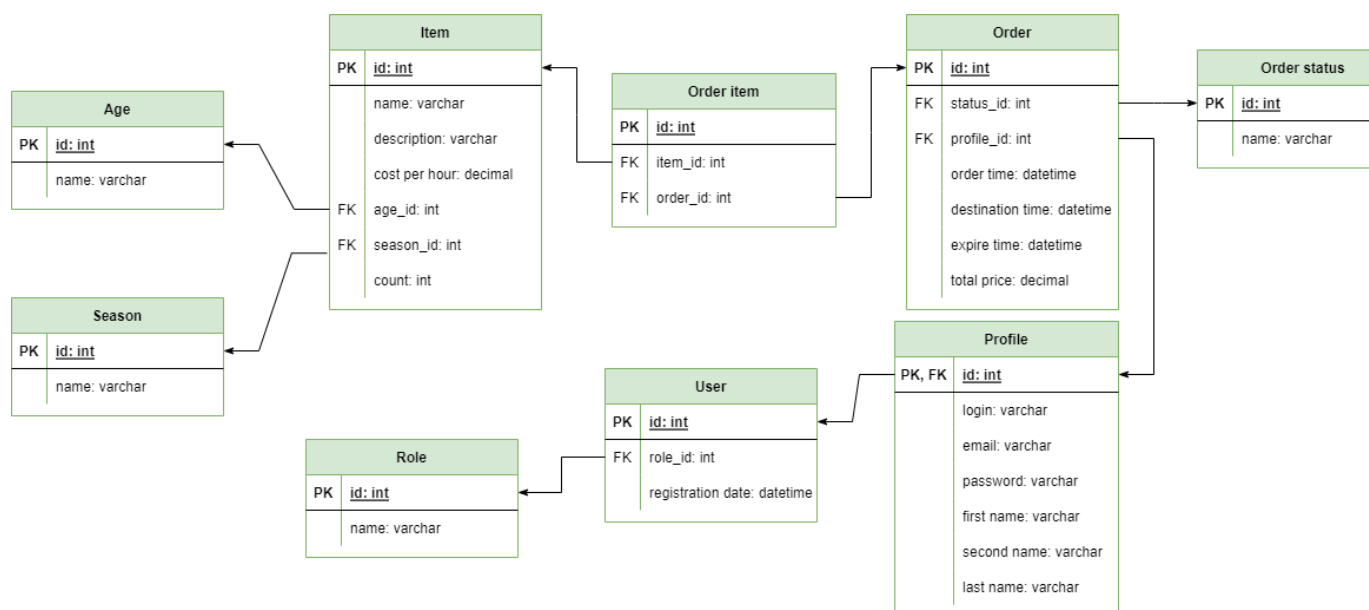 Age
PK id: int
name: varchar
Season
PK id: int
name: varchar
Item
PK id: int
name: varchar
description: varchar
cost per hour: decimal
FK age_id: int
FK season_id: int
count: int
Order item
PK id: int
FK item_id: int
FK order_id: int
Order
PK id: int
FK status_id: int
FK profile_id: int
order time: datetime
destination time: datetime
expire time: datetime
total price: decimal
Order status
PK id: int
name: varchar
Role
PK id: int
name: varchar
User
PK id: int
FK role_id: int
registration date: datetime
Profile
PK, FK id: int
login: varchar
email: varchar
password: varchar
first name: varchar
second name: varchar
last name: varchar